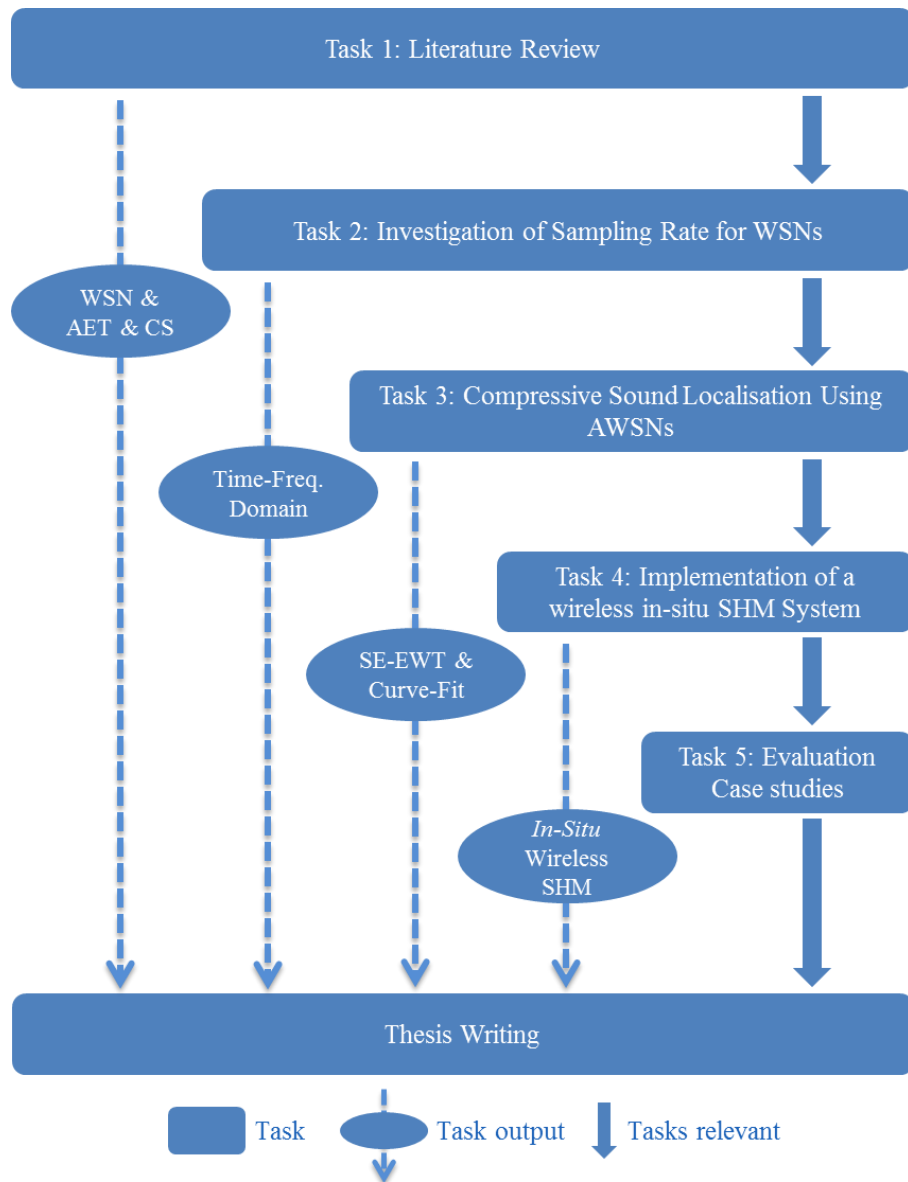 Task 1: Literature Review
Task 2: Investigation of Sampling Rate for WSNs
WSN &
AET & CS
Task 3: Compressive Sound Localisation Using
AWSNs
Time-Freq.
Domain
Task 4: Implementation of a
wireless in-situ SHM System
SE-EWT &
Curve-Fit
Task 5: Evaluation
Case studies
In-Situ
Wireless
SHM
Thesis Writing
Task
Task output
Tasks relevant